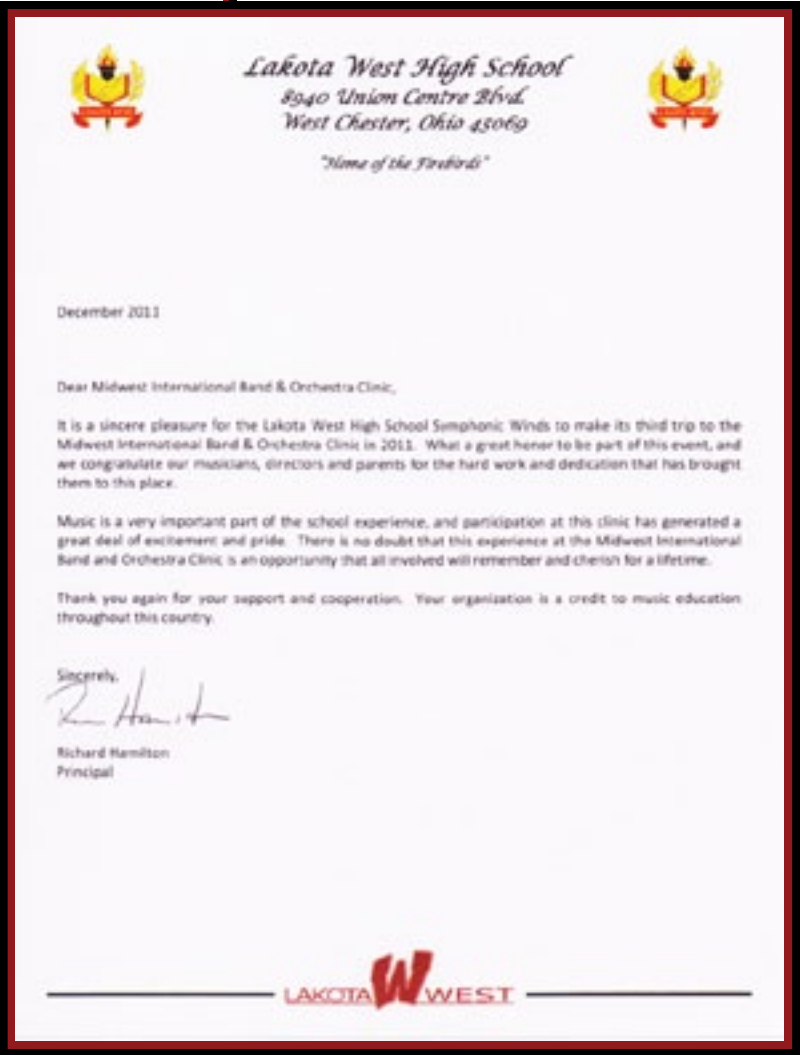 Lakota West High School
8940 Union Centre Blvd.
West Chester, Ohio 45069
"Home of the Firebirds"
December 2011
Dear Midwest International Band & Orchestra Clinic,
It is a sincere pleasure for the Lakota West High School Symphonic Winds to make its third trip to the
Midwest International Band & Orchestra Clinic in 2011. What a great honor to be part of this event, and
we congratulate our musicians, directors and parents for the hard work and dedication that has brought
them to this place.
Music is a very important part of the school experience, and participation at this clinic has generated a
great deal of excitement and pride. There is no doubt that this experience at the Midwest International
Band and Orchestra Clinic is an opportunity that all involved will remember and cherish for a lifetime.
Thank you again for your support and cooperation. Your organization is a credit to music education
throughout this country.
Sincerely,
Richard Hamilton
Principal
LAKOTA W WEST